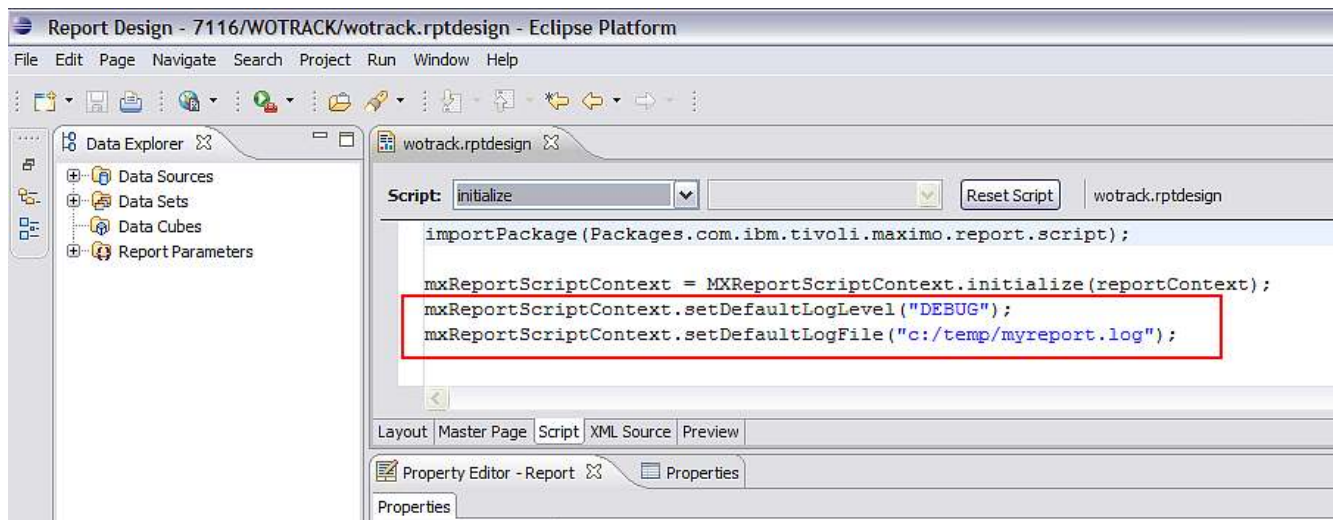 Report Design - 7116/WOTRACK/wotrack.rptdesign - Eclipse Platform
File Edit Page Navigate Search Project Run Window Help
Data Explorer
Data Sources
Data Sets
Data Cubes
Report Parameters
wotrack.rptdesign
Script: initialize Reset Script wotrack.rptdesign
importPackage(Packages.com.ibm.tivoli.maximo.report.script);
mxReportScriptContext = MXReportScriptContext.initialize(reportContext);
mxReportScriptContext.setDefaultLogLevel("DEBUG");
mxReportScriptContext.setDefaultLogFile("c:/temp/myreport.log");
Layout Master Page Script XML Source Preview
Property Editor - Report Properties
Properties